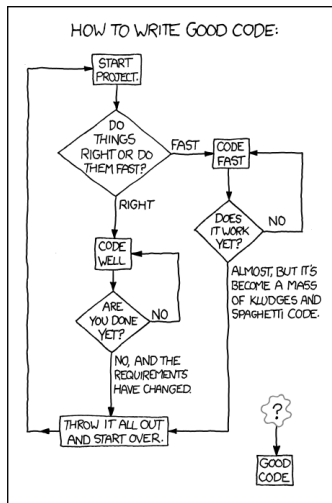 HOW TO WRITE GOOD CODE:
START
PROJECT.
DO
THINGS
RIGHT OR DO
THEM FAST?
FAST
CODE
FAST
RIGHT
DOES
IT WORK
YET?
NO
CODE
WELL
ALMOST, BUT IT'S
BECOME A MASS
OF KLUDGES AND
SPAGHETTI CODE.
ARE
YOU DONE
YET?
NO
NO, AND THE
REQUIREMENTS
HAVE CHANGED.
THROW IT ALL OUT
AND START OVER.
?
GOOD
CODE